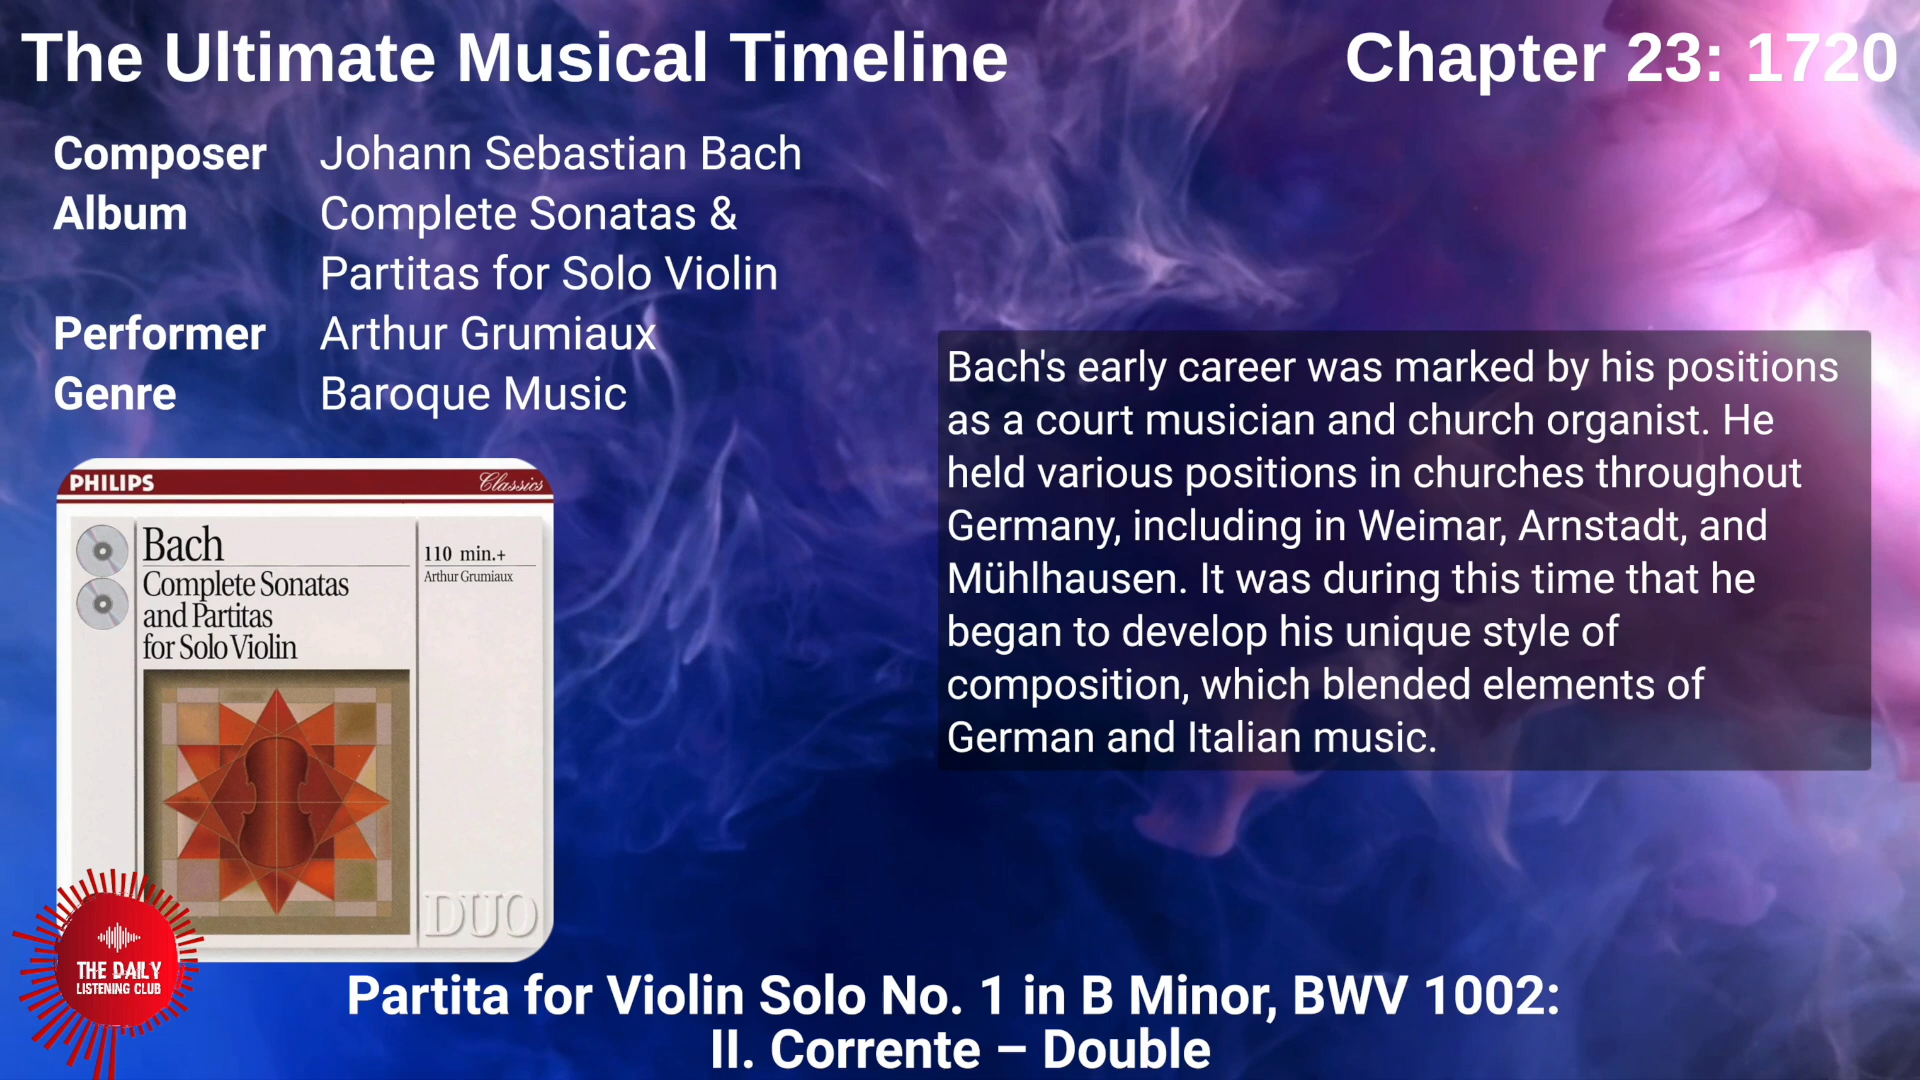 The Ultimate Musical Timeline
Chapter 23: 1720
Composer Johann Sebastian Bach
Album Complete Sonatas &
Partitas for Solo Violin
Performer Arthur Grumiaux
Genre Baroque Music
Bach's early career was marked by his positions
as a court musician and church organist. He
held various positions in churches throughout
Germany, including in Weimar, Arnstadt, and
Mühlhausen. It was during this time that he
began to develop his unique style of
composition, which blended elements of
German and Italian music.
PHILIPS Classics
Bach
Complete Sonatas
and Partitas
for Solo Violin
110 min.+
Arthur Grumiaux
DUO
THE DAILY
LISTENING CLUB
Partita for Violin Solo No. 1 in B Minor, BWV 1002:
II. Corrente – Double